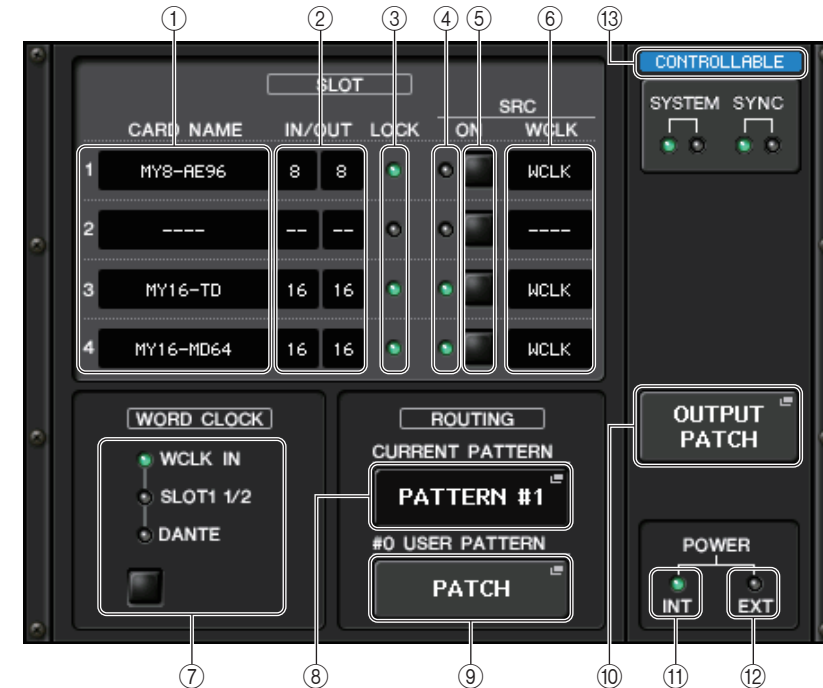 ① ② ③ ④ ⑤ ⑥ ⑬
SLOT
SRC
CARD NAME IN/OUT LOCK ON WCLK
1 MY8-AE96 8 8 WCLK
2 ---- -- -- ----
3 MY16-TD 16 16 WCLK
4 MY16-MD64 16 16 WCLK
CONTROLLABLE
SYSTEM SYNC
WORD CLOCK
WCLK IN
SLOT1 1/2
DANTE
ROUTING
CURRENT PATTERN
PATTERN #1
#0 USER PATTERN
PATCH
OUTPUT
PATCH
POWER
INT EXT
⑦ ⑧ ⑨ ⑩ ⑪ ⑫